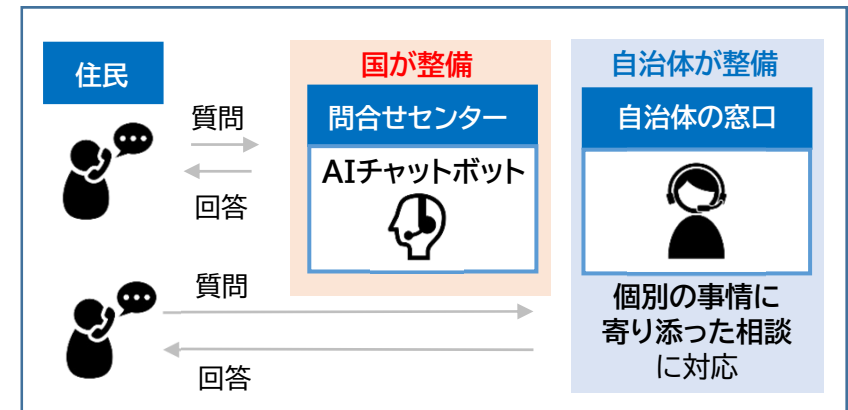 住民
質問
回答
質問
回答
国が整備
問合せセンター
AIチャットボット
自治体が整備
自治体の窓口
個別の事情に
寄り添った相談
に対応